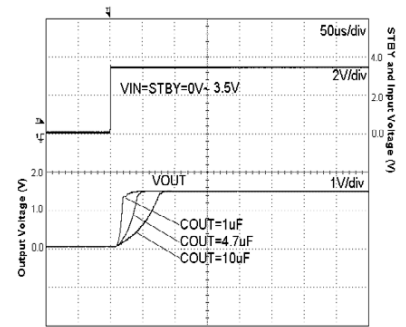 50us/div
4.0
2V/div
VIN=STBY=0V~ 3.5V
2.0
0.0
STBY and Input Voltage (V)
2.0
VOUT
1V/div
1.0
COUT=1uF
COUT=4.7uF
0.0
COUT=10uF
Output Voltage (V)